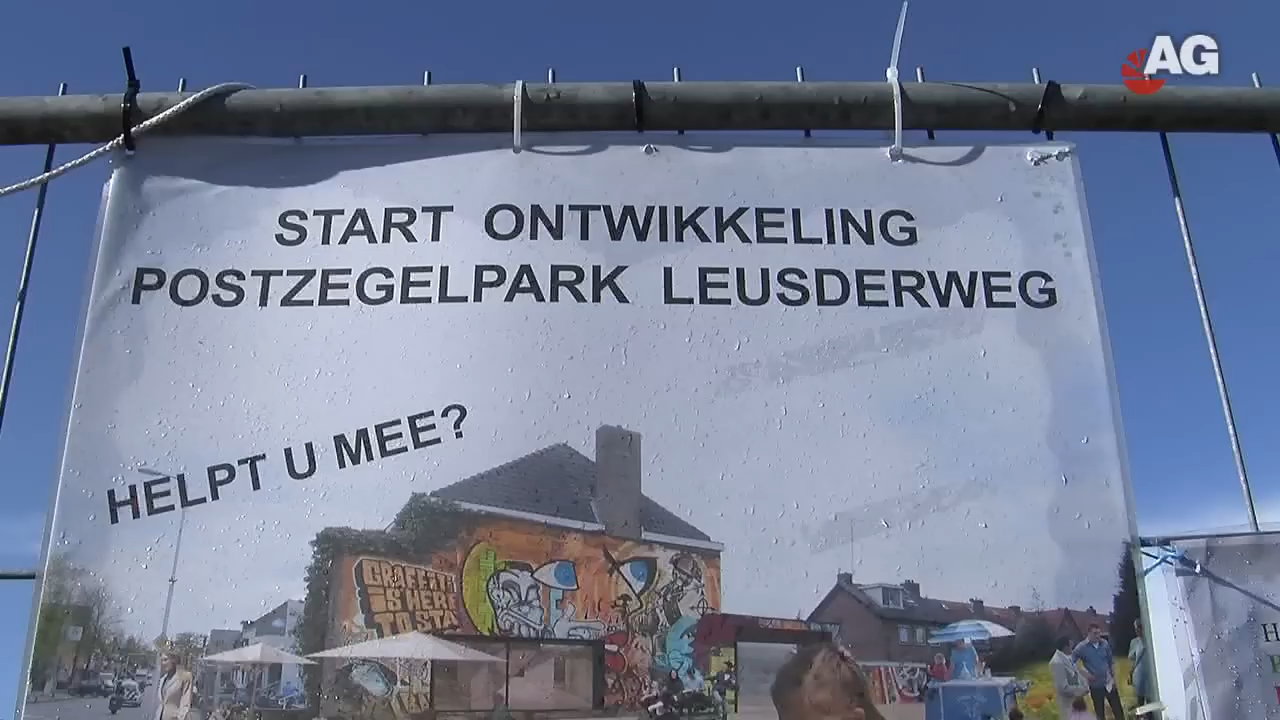 AG
START ONTWIKKELING
POSTZEGELPARK LEUSDERWEG
HELPT U MEE?
GRAFFITI
IS HERE
TO STA